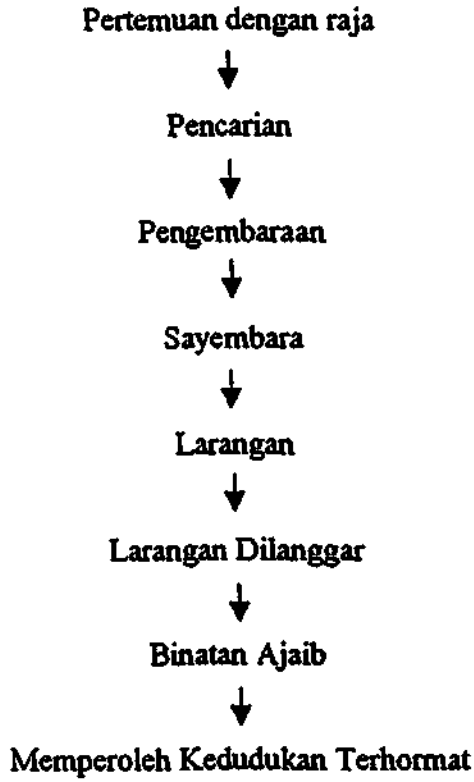 Pertemuan dengan raja
Pencarian
Pengembaraan
Sayembara
Larangan
Larangan Dilanggar
Binatan Ajaib
Memperoleh Kedudukan Terhormat